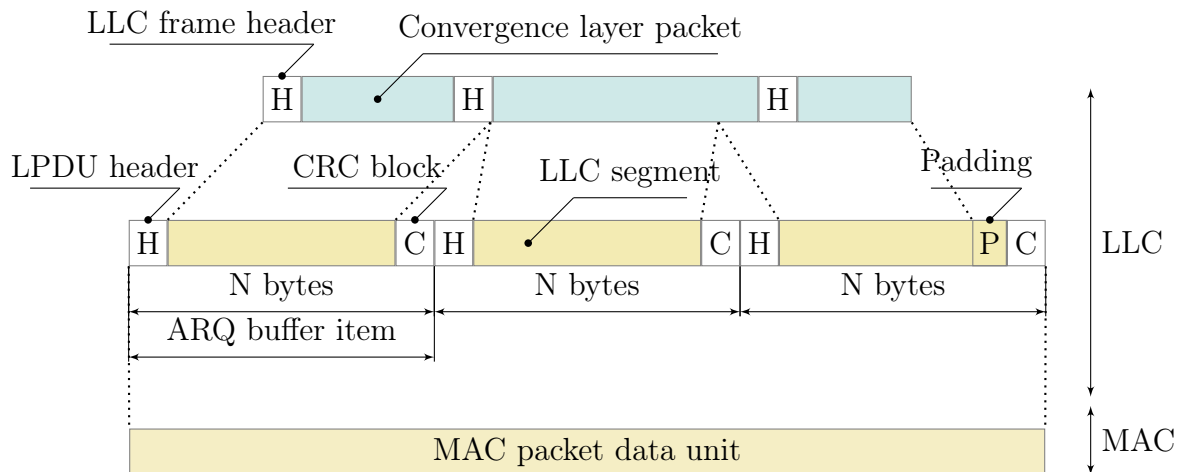 LLC frame header
Convergence layer packet
H H H
LPDU header CRC block LLC segment Padding
H C H C H P C
LLC
N bytes N bytes N bytes
ARQ buffer item
MAC packet data unit
MAC